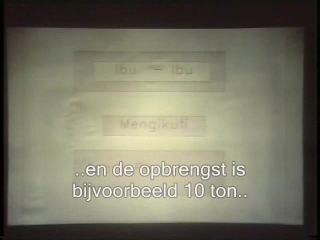 Ibu - Ibu
Mengikuti
..en de opbrengst is
bijvoorbeeld 10 ton..